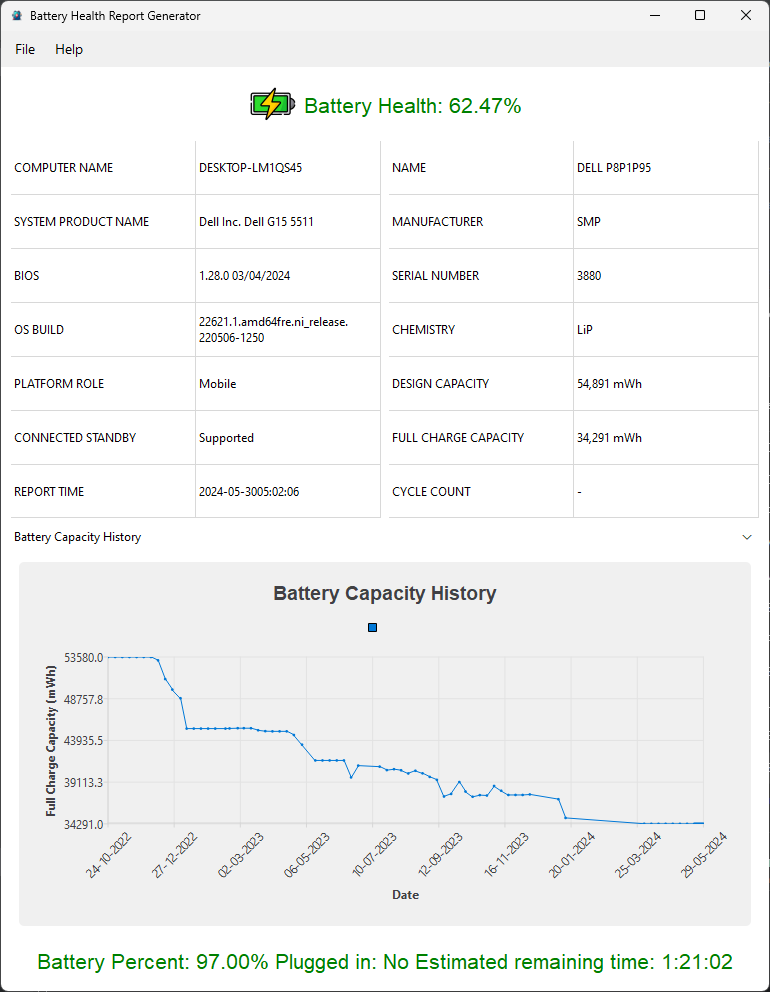 Battery Health Report Generator
File Help
Battery Health: 62.47%
COMPUTER NAME DESKTOP-LM1QS45 NAME DELL P8P1P95
SYSTEM PRODUCT NAME Dell Inc. Dell G15 5511 MANUFACTURER SMP
BIOS 1.28.0 03/04/2024 SERIAL NUMBER 3880
OS BUILD 22621.1.amd64fre.ni_release.
220506-1250 CHEMISTRY LiP
PLATFORM ROLE Mobile DESIGN CAPACITY 54,891 mWh
CONNECTED STANDBY Supported FULL CHARGE CAPACITY 34,291 mWh
REPORT TIME 2024-05-3005:02:06 CYCLE COUNT -
Battery Capacity History
Battery Capacity History
Full Charge Capacity (mWh)
53580.0
48757.8
43935.5
39113.3
34291.0
24-10-2022 27-12-2022 02-03-2023 06-05-2023 10-07-2023 12-09-2023 16-11-2023 20-01-2024 25-03-2024 29-05-2024
Date
Battery Percent: 97.00% Plugged in: No Estimated remaining time: 1:21:02